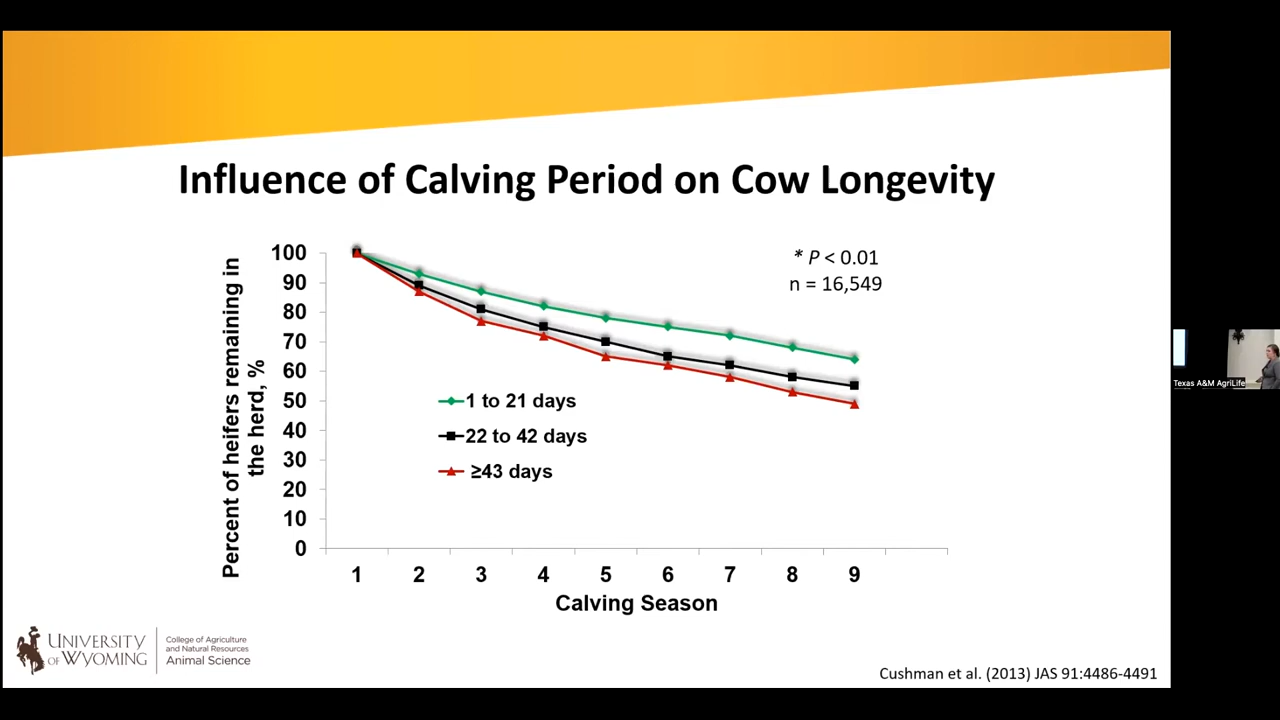 Influence of Calving Period on Cow Longevity
* P < 0.01
n = 16,549
Percent of heifers remaining in
the herd, %
100
90
80
70
60
50
40
30
20
10
0
1 to 21 days
22 to 42 days
≥43 days
1 2 3 4 5 6 7 8 9
Calving Season
Texas A&M AgriLife
UNIVERSITY
OF WYOMING
College of Agriculture
and Natural Resources
Animal Science
Cushman et al. (2013) JAS 91:4486-4491